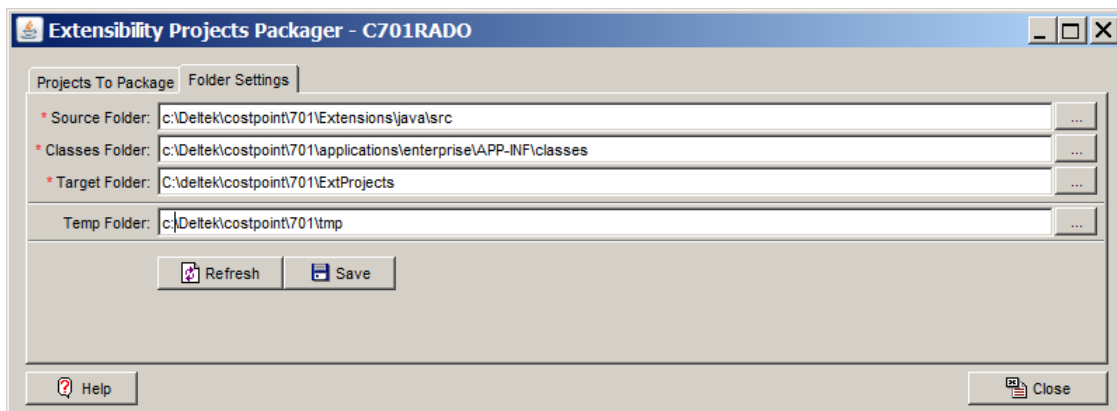 Extensibility Projects Packager - C701RADO
Projects To Package Folder Settings
* Source Folder: c:\Deltek\costpoint\701\Extensions\java\src ...
* Classes Folder: c:\Deltek\costpoint\701\applications\enterprise\APP-INF\classes ...
* Target Folder: C:\deltek\costpoint\701\ExtProjects ...
Temp Folder: c:\Deltek\costpoint\701\tmp ...
Refresh Save
Help Close